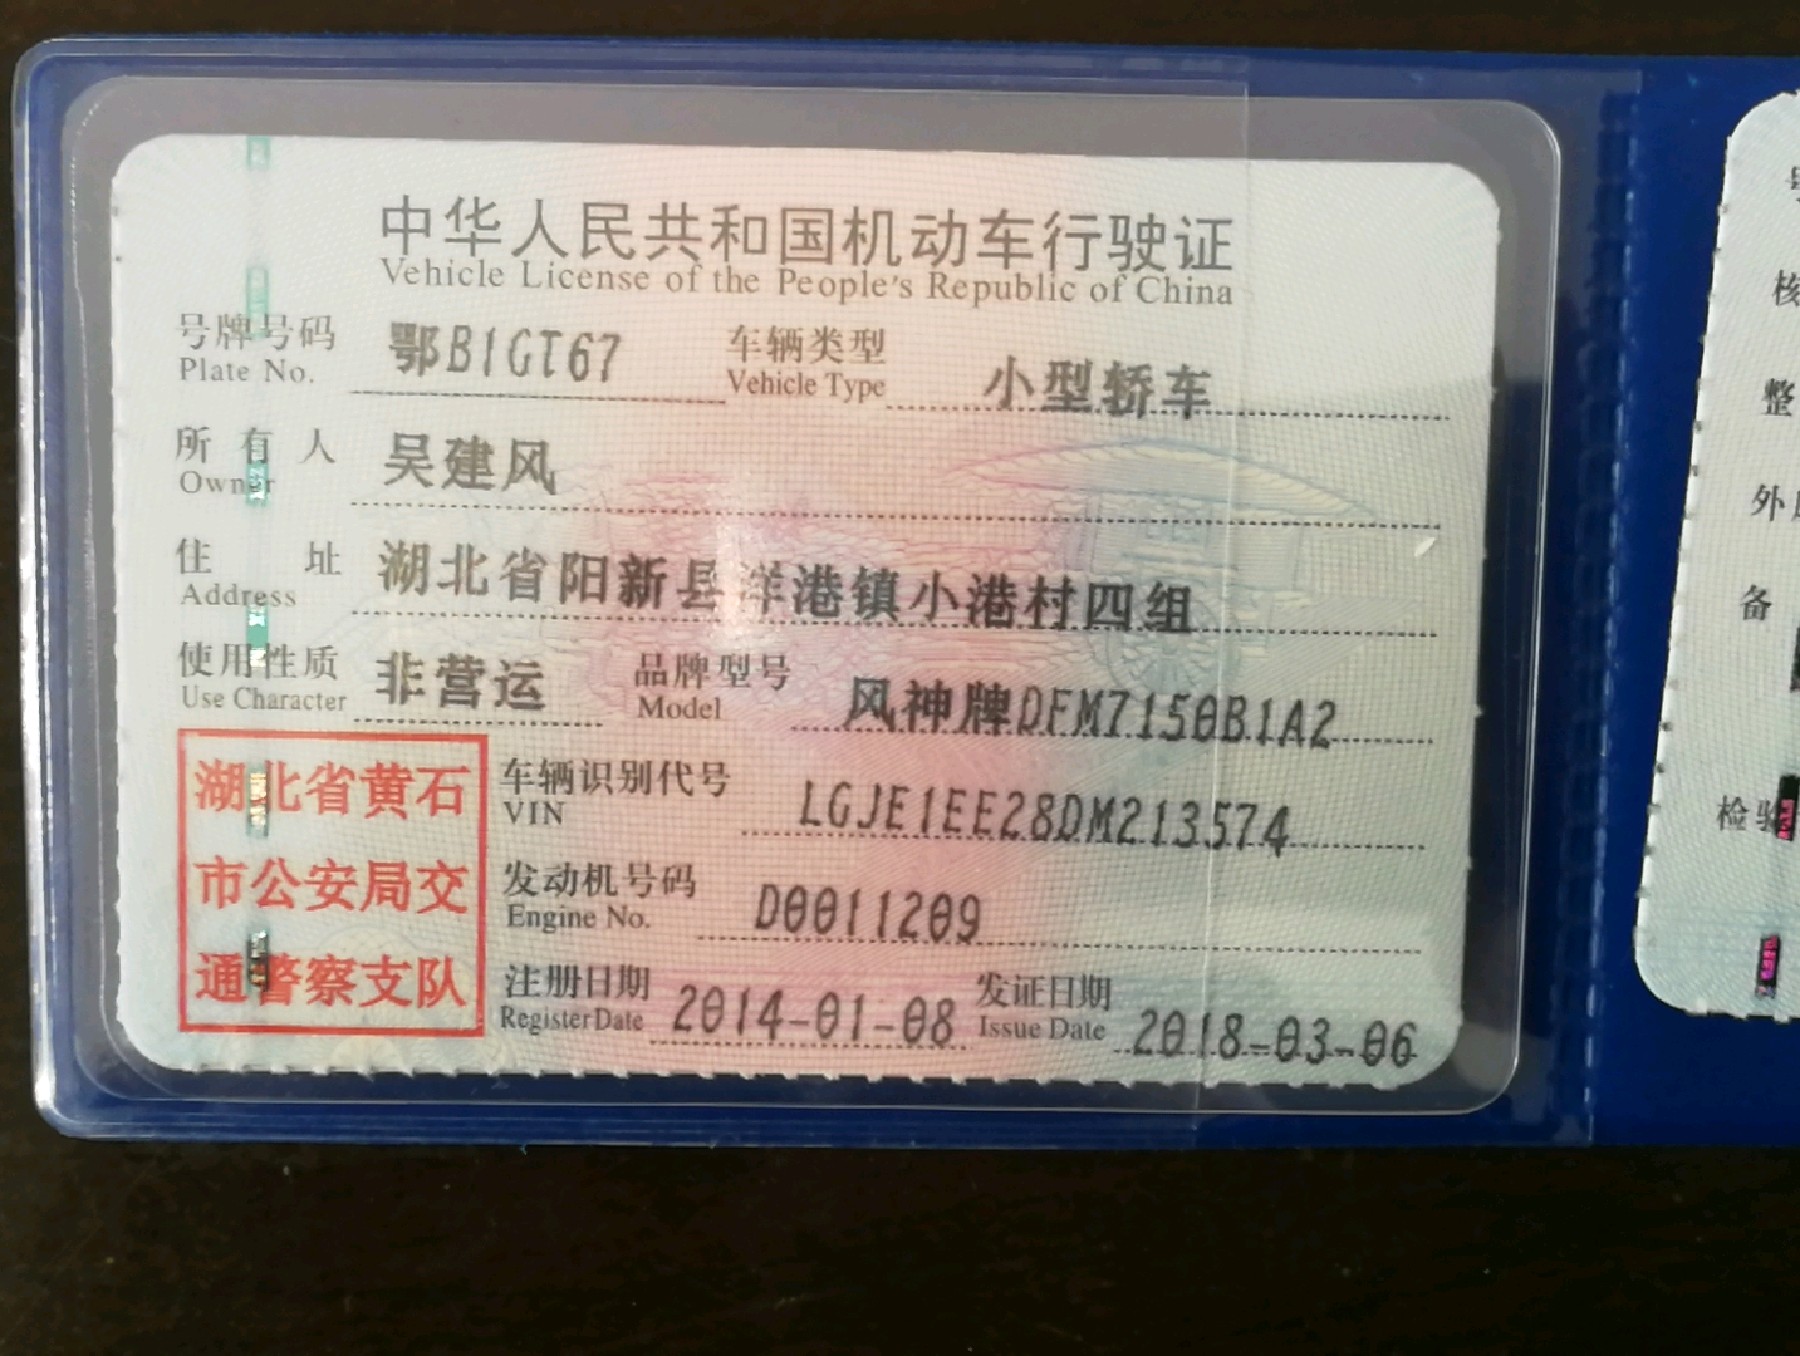 中华人民共和国机动车行驶证
Vehicle License of the People's Republic of China
号牌号码 鄂B1GT67 车辆类型 小型轿车
Plate No. Vehicle Type
所有人 吴建风
Owner
住址 湖北省阳新县洋港镇小港村四组
Address
使用性质 非营运 品牌型号 风神牌DFM7150B1A2
Use Character Model
湖北省黄石
市公安局交
通警察支队
车辆识别代号 LGJE1EE28DM213574
VIN
发动机号码 D0011209
Engine No.
注册日期 2014-01-08 发证日期 2018-03-06
Register Date Issue Date
核
整
外
备
检验